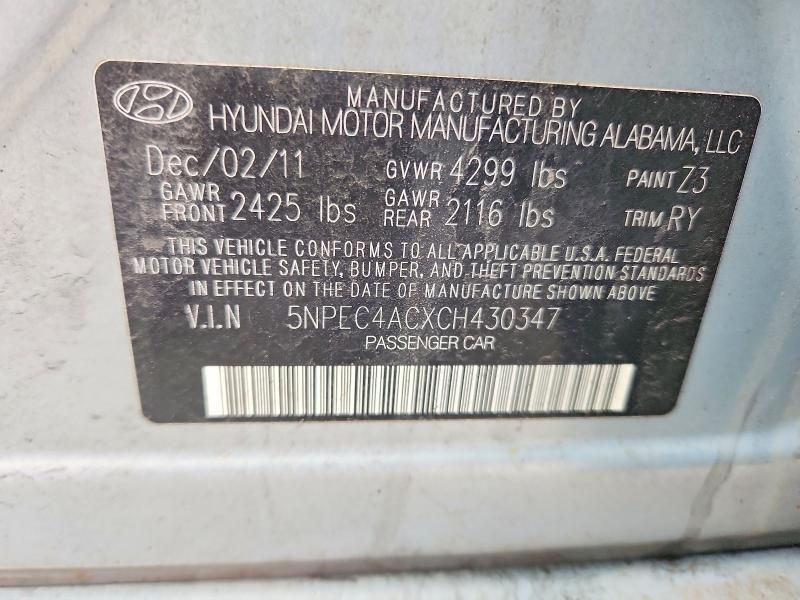 MANUFACTURED BY
HYUNDAI MOTOR MANUFACTURING ALABAMA, LLC
Dec/02/11 GVWR 4299 lbs PAINT Z3
GAWR FRONT 2425 lbs GAWR REAR 2116 lbs TRIM RY
THIS VEHICLE CONFORMS TO ALL APPLICABLE U.S.A. FEDERAL
MOTOR VEHICLE SAFETY, BUMPER, AND THEFT PREVENTION STANDARDS
IN EFFECT ON THE DATE OF MANUFACTURE SHOWN ABOVE
V.I.N 5NPEC4ACXCH430347
PASSENGER CAR